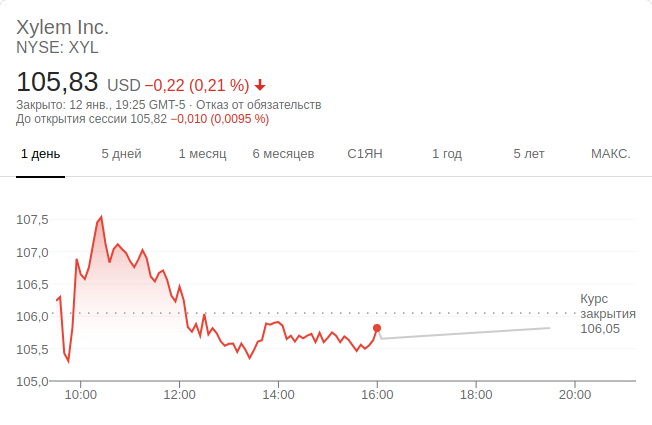 Xylem Inc.
NYSE: XYL
105,83 USD −0,22 (0,21 %)
Закрыто: 12 янв., 19:25 GMT-5 · Отказ от обязательств
До открытия сессии 105,82 −0,010 (0,0095 %)
1 день 5 дней 1 месяц 6 месяцев С1ЯН 1 год 5 лет МАКС.
107,5
107,0
106,5
106,0
105,5
105,0
Курс
закрытия
106,05
10:00 12:00 14:00 16:00 18:00 20:00